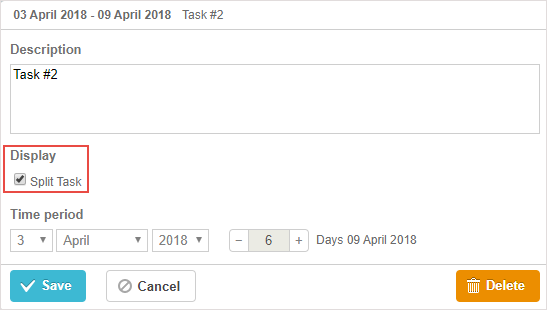 03 April 2018 - 09 April 2018 Task #2
Description
Task #2
Display
Split Task
Time period
3 April 2018 − 6 + Days 09 April 2018
Save Cancel Delete